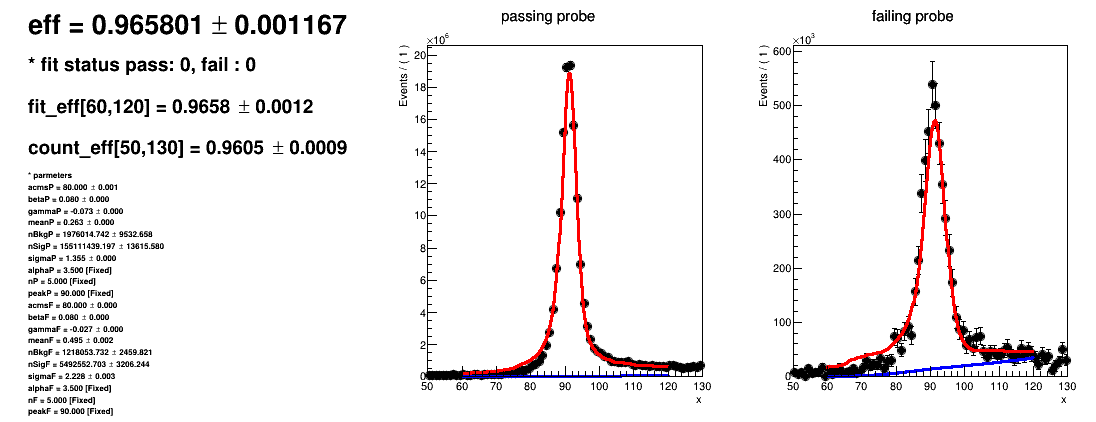 eff = 0.965801 ± 0.001167
* fit status pass: 0, fail : 0
fit_eff[60,120] = 0.9658 ± 0.0012
count_eff[50,130] = 0.9605 ± 0.0009
* parmeters
acmsP = 80.000 ± 0.001
betaP = 0.080 ± 0.000
gammaP = -0.073 ± 0.000
meanP = 0.263 ± 0.000
nBkgP = 1976014.742 ± 9532.658
nSigP = 155111439.197 ± 13615.580
sigmaP = 1.355 ± 0.000
alphaP = 3.500 [Fixed]
nP = 5.000 [Fixed]
peakP = 90.000 [Fixed]
acmsF = 80.000 ± 0.000
betaF = 0.080 ± 0.000
gammaF = -0.027 ± 0.000
meanF = 0.495 ± 0.002
nBkgF = 1218053.732 ± 2459.821
nSigF = 5492552.703 ± 3206.244
sigmaF = 2.228 ± 0.003
alphaF = 3.500 [Fixed]
nF = 5.000 [Fixed]
peakF = 90.000 [Fixed]
passing probe
×10⁶
Events / ( 1 )
20
18
16
14
12
10
8
6
4
2
0
50 60 70 80 90 100 110 120 130
x
failing probe
×10³
Events / ( 1 )
600
500
400
300
200
100
0
50 60 70 80 90 100 110 120 130
x